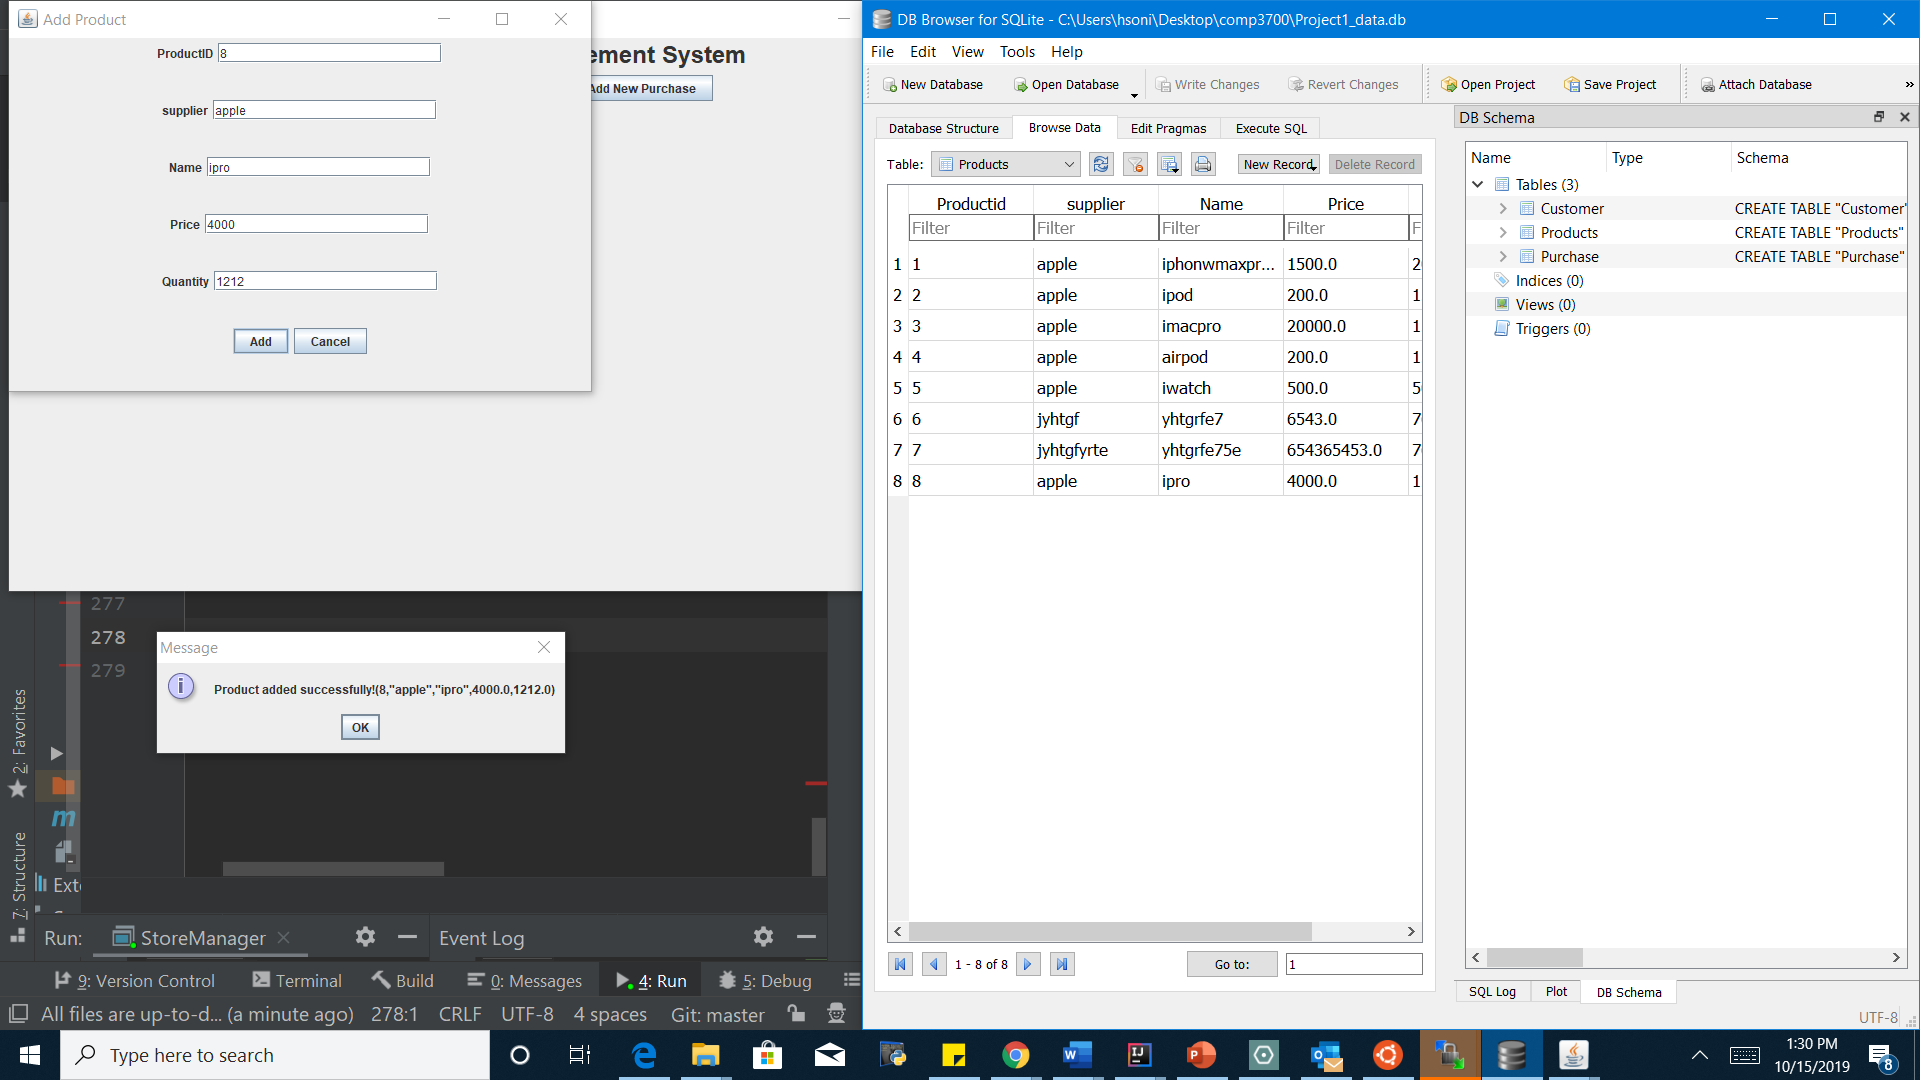 Add Product
ProductID 8
supplier apple
Name ipro
Price 4000
Quantity 1212
Add Cancel
ement System
Add New Purchase
277
278
279
Message
Product added successfully!(8,"apple","ipro",4000.0,1212.0)
OK
2: Favorites
7: Structure
Exte
Run: StoreManager
Event Log
9: Version Control Terminal Build 0: Messages 4: Run 5: Debug
All files are up-to-d... (a minute ago) 278:1 CRLF UTF-8 4 spaces Git: master
DB Browser for SQLite - C:\Users\hsoni\Desktop\comp3700\Project1_data.db
File Edit View Tools Help
New Database Open Database Write Changes Revert Changes Open Project Save Project Attach Database »
Database Structure Browse Data Edit Pragmas Execute SQL
Table: Products New Record Delete Record
Productid supplier Name Price
Filter Filter Filter Filter F
1 1 apple iphonwmaxpr... 1500.0 2
2 2 apple ipod 200.0 1
3 3 apple imacpro 20000.0 1
4 4 apple airpod 200.0 1
5 5 apple iwatch 500.0 5
6 6 jyhtgf yhtgrfe7 6543.0 7
7 7 jyhtgfyrte yhtgrfe75e 654365453.0 7
8 8 apple ipro 4000.0 1
1 - 8 of 8 Go to: 1
DB Schema
Name Type Schema
Tables (3)
Customer CREATE TABLE "Customer"
Products CREATE TABLE "Products"
Purchase CREATE TABLE "Purchase"
Indices (0)
Views (0)
Triggers (0)
SQL Log Plot DB Schema
UTF-8
Type here to search
1:30 PM
10/15/2019
8